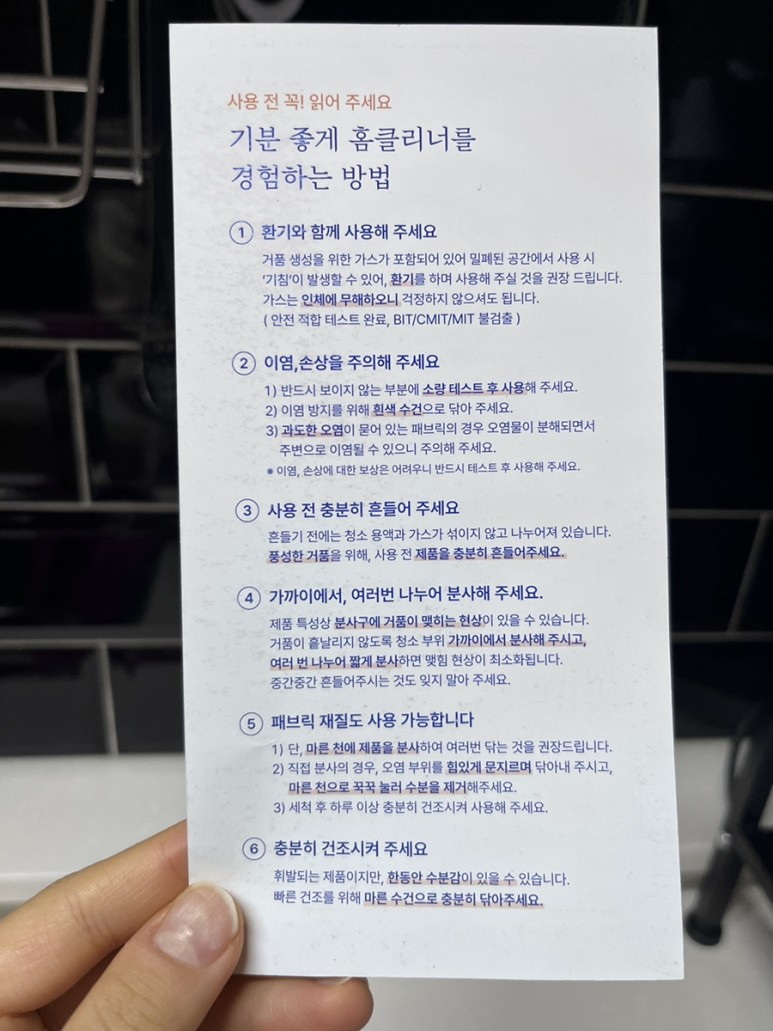 사용 전 꼭! 읽어 주세요
기분 좋게 홈클리너를
경험하는 방법
1 환기와 함께 사용해 주세요
거품 생성을 위한 가스가 포함되어 있어 밀폐된 공간에서 사용 시
'기침'이 발생할 수 있어, 환기를 하며 사용해 주실 것을 권장 드립니다.
가스는 인체에 무해하오니 걱정하지 않으셔도 됩니다.
( 안전 적합 테스트 완료, BIT/CMIT/MIT 불검출 )
2 이염,손상을 주의해 주세요
1) 반드시 보이지 않는 부분에 소량 테스트 후 사용해 주세요.
2) 이염 방지를 위해 흰색 수건으로 닦아 주세요.
3) 과도한 오염이 묻어 있는 패브릭의 경우 오염물이 분해되면서
주변으로 이염될 수 있으니 주의해 주세요.
※ 이염, 손상에 대한 보상은 어려우니 반드시 테스트 후 사용해 주세요.
3 사용 전 충분히 흔들어 주세요
흔들기 전에는 청소 용액과 가스가 섞이지 않고 나누어져 있습니다.
풍성한 거품을 위해, 사용 전 제품을 충분히 흔들어주세요.
4 가까이에서, 여러번 나누어 분사해 주세요.
제품 특성상 분사구에 거품이 맺히는 현상이 있을 수 있습니다.
거품이 흩날리지 않도록 청소 부위 가까이에서 분사해 주시고,
여러 번 나누어 짧게 분사하면 맺힘 현상이 최소화됩니다.
중간중간 흔들어주시는 것도 잊지 말아 주세요.
5 패브릭 재질도 사용 가능합니다
1) 단, 마른 천에 제품을 분사하여 여러번 닦는 것을 권장드립니다.
2) 직접 분사의 경우, 오염 부위를 힘있게 문지르며 닦아내 주시고,
마른 천으로 꾹꾹 눌러 수분을 제거해주세요.
3) 세척 후 하루 이상 충분히 건조시켜 사용해 주세요.
6 충분히 건조시켜 주세요
휘발되는 제품이지만, 한동안 수분감이 있을 수 있습니다.
빠른 건조를 위해 마른 수건으로 충분히 닦아주세요.